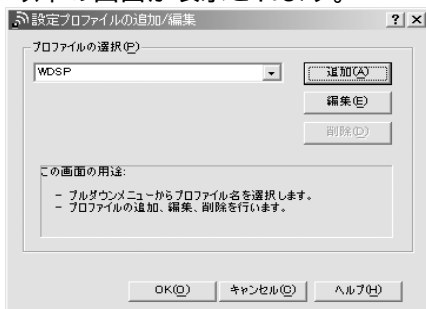 以下の画面が表示されます。
設定プロファイルの追加/編集
プロファイルの選択(P)
WDSP
追加(A)
編集(E)
削除(D)
この画面の用途:
- プルダウンメニューからプロファイル名を選択します。
- プロファイルの追加、編集、削除を行います。
OK(O) キャンセル(C) ヘルプ(H)